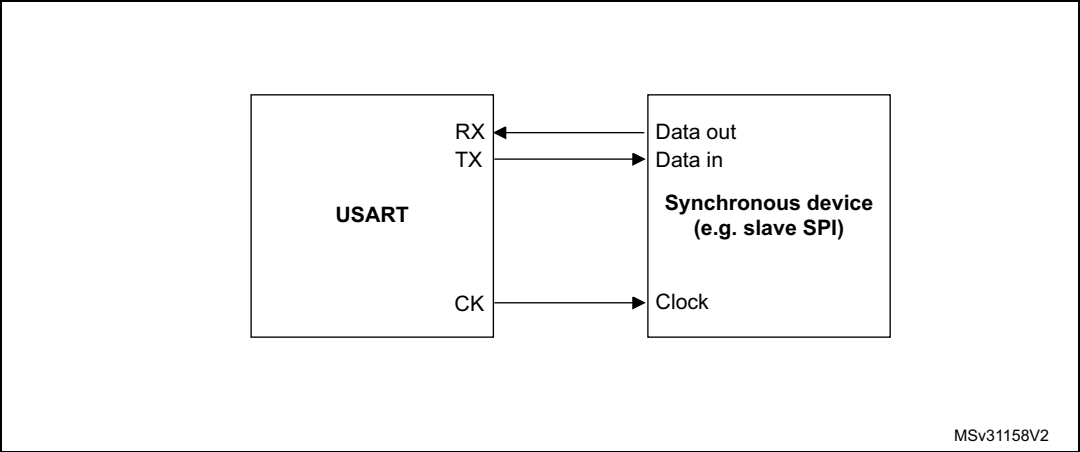 RX
Data out
TX
Data in
USART
Synchronous device
(e.g. slave SPI)
CK
Clock
MSv31158V2